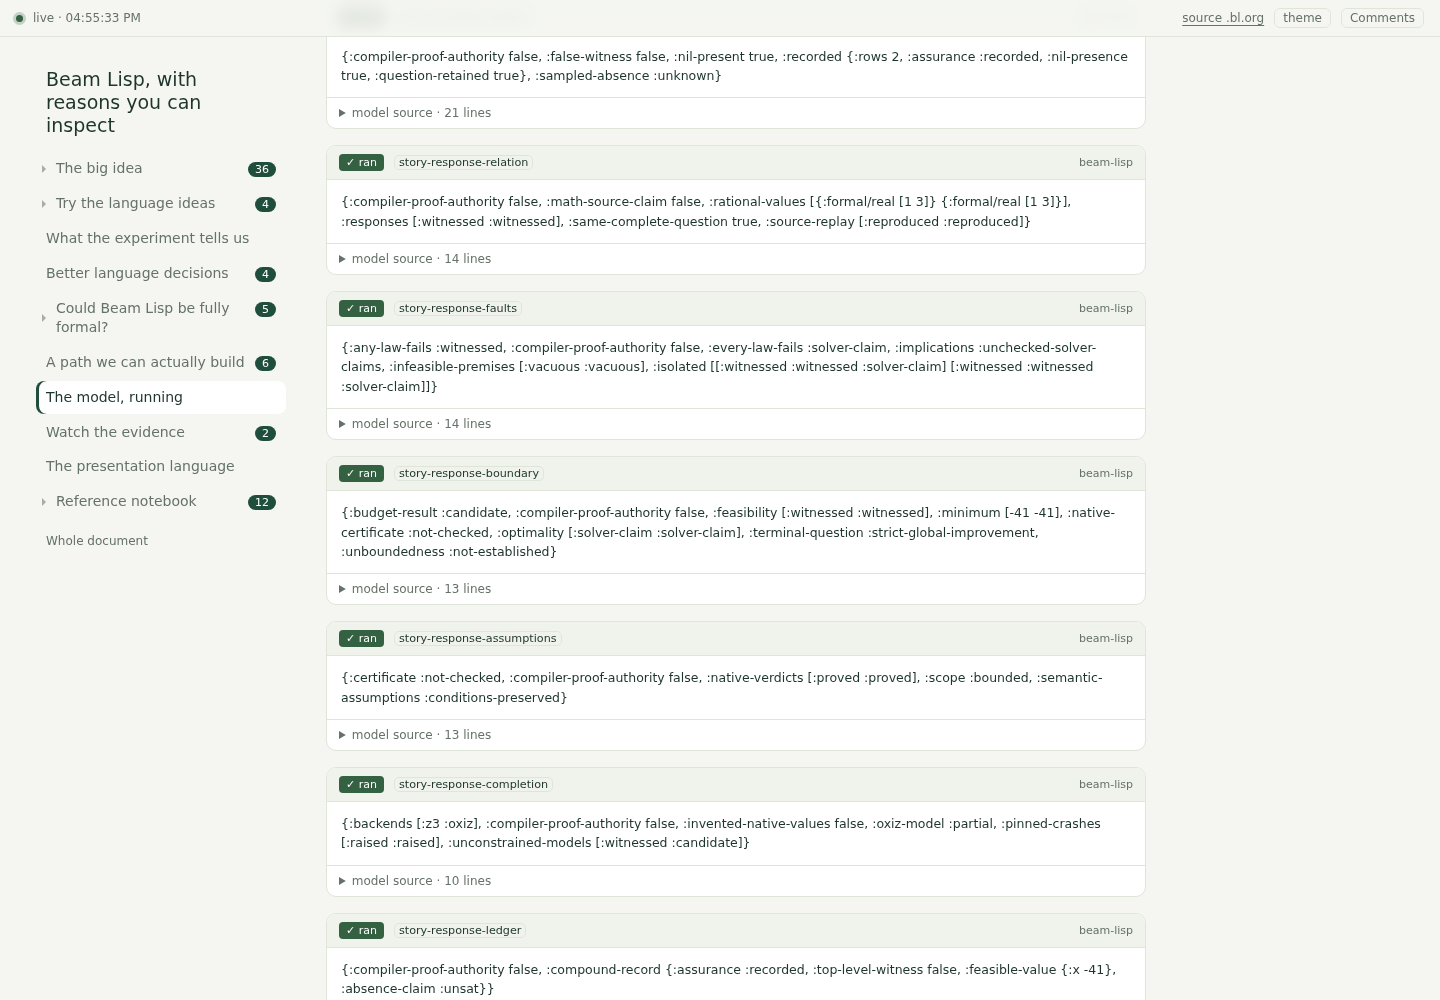 live · 04:55:33 PM
source .bl.org
theme
Comments
Beam Lisp, with
reasons you can
inspect
The big idea
36
Try the language ideas
4
What the experiment tells us
Better language decisions
4
Could Beam Lisp be fully
formal?
5
A path we can actually build
6
The model, running
Watch the evidence
2
The presentation language
Reference notebook
12
Whole document
{:compiler-proof-authority false, :false-witness false, :nil-present true, :recorded {:rows 2, :assurance :recorded, :nil-presence
true, :question-retained true}, :sampled-absence :unknown}
▶ model source · 21 lines
✓ ran
story-response-relation
beam-lisp
{:compiler-proof-authority false, :math-source-claim false, :rational-values [{:formal/real [1 3]} {:formal/real [1 3]}],
:responses [:witnessed :witnessed], :same-complete-question true, :source-replay [:reproduced :reproduced]}
▶ model source · 14 lines
✓ ran
story-response-faults
beam-lisp
{:any-law-fails :witnessed, :compiler-proof-authority false, :every-law-fails :solver-claim, :implications :unchecked-solver-
claims, :infeasible-premises [:vacuous :vacuous], :isolated [[:witnessed :witnessed :solver-claim] [:witnessed :witnessed
:solver-claim]]}
▶ model source · 14 lines
✓ ran
story-response-boundary
beam-lisp
{:budget-result :candidate, :compiler-proof-authority false, :feasibility [:witnessed :witnessed], :minimum [-41 -41], :native-
certificate :not-checked, :optimality [:solver-claim :solver-claim], :terminal-question :strict-global-improvement,
:unboundedness :not-established}
▶ model source · 13 lines
✓ ran
story-response-assumptions
beam-lisp
{:certificate :not-checked, :compiler-proof-authority false, :native-verdicts [:proved :proved], :scope :bounded, :semantic-
assumptions :conditions-preserved}
▶ model source · 13 lines
✓ ran
story-response-completion
beam-lisp
{:backends [:z3 :oxiz], :compiler-proof-authority false, :invented-native-values false, :oxiz-model :partial, :pinned-crashes
[:raised :raised], :unconstrained-models [:witnessed :candidate]}
▶ model source · 10 lines
✓ ran
story-response-ledger
beam-lisp
{:compiler-proof-authority false, :compound-record {:assurance :recorded, :top-level-witness false, :feasible-value {:x -41},
:absence-claim :unsat}}